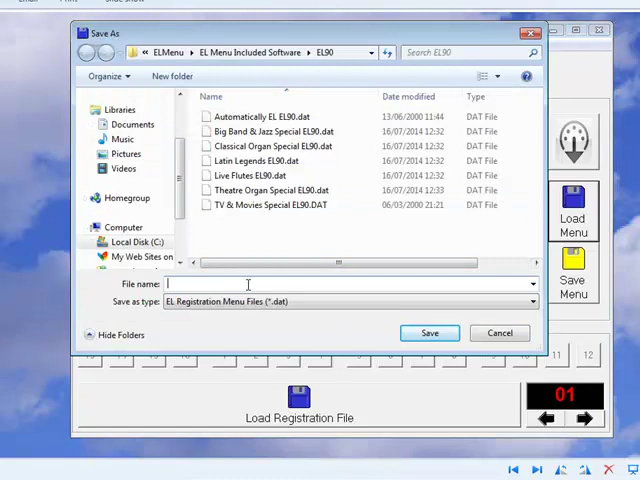 Email Print Slide show
Save As
« ELMenu ▸ EL Menu Included Software ▸ EL90
Search EL90
Organize
New folder
Name
Date modified
Type
Libraries
Documents
Music
Pictures
Videos
Homegroup
Computer
Local Disk (C:)
My Web Sites on
Automatically EL EL90.dat 13/06/2000 11:44 DAT File
Big Band & Jazz Special EL90.dat 16/07/2014 12:32 DAT File
Classical Organ Special EL90.dat 16/07/2014 12:32 DAT File
Latin Legends EL90.dat 16/07/2014 12:32 DAT File
Live Flutes EL90.dat 16/07/2014 12:32 DAT File
Theatre Organ Special EL90.dat 16/07/2014 12:33 DAT File
TV & Movies Special EL90.DAT 06/03/2000 21:21 DAT File
File name:
Save as type: EL Registration Menu Files (*.dat)
Hide Folders
Save
Cancel
Load
Menu
Save
Menu
11 12
Load Registration File
01